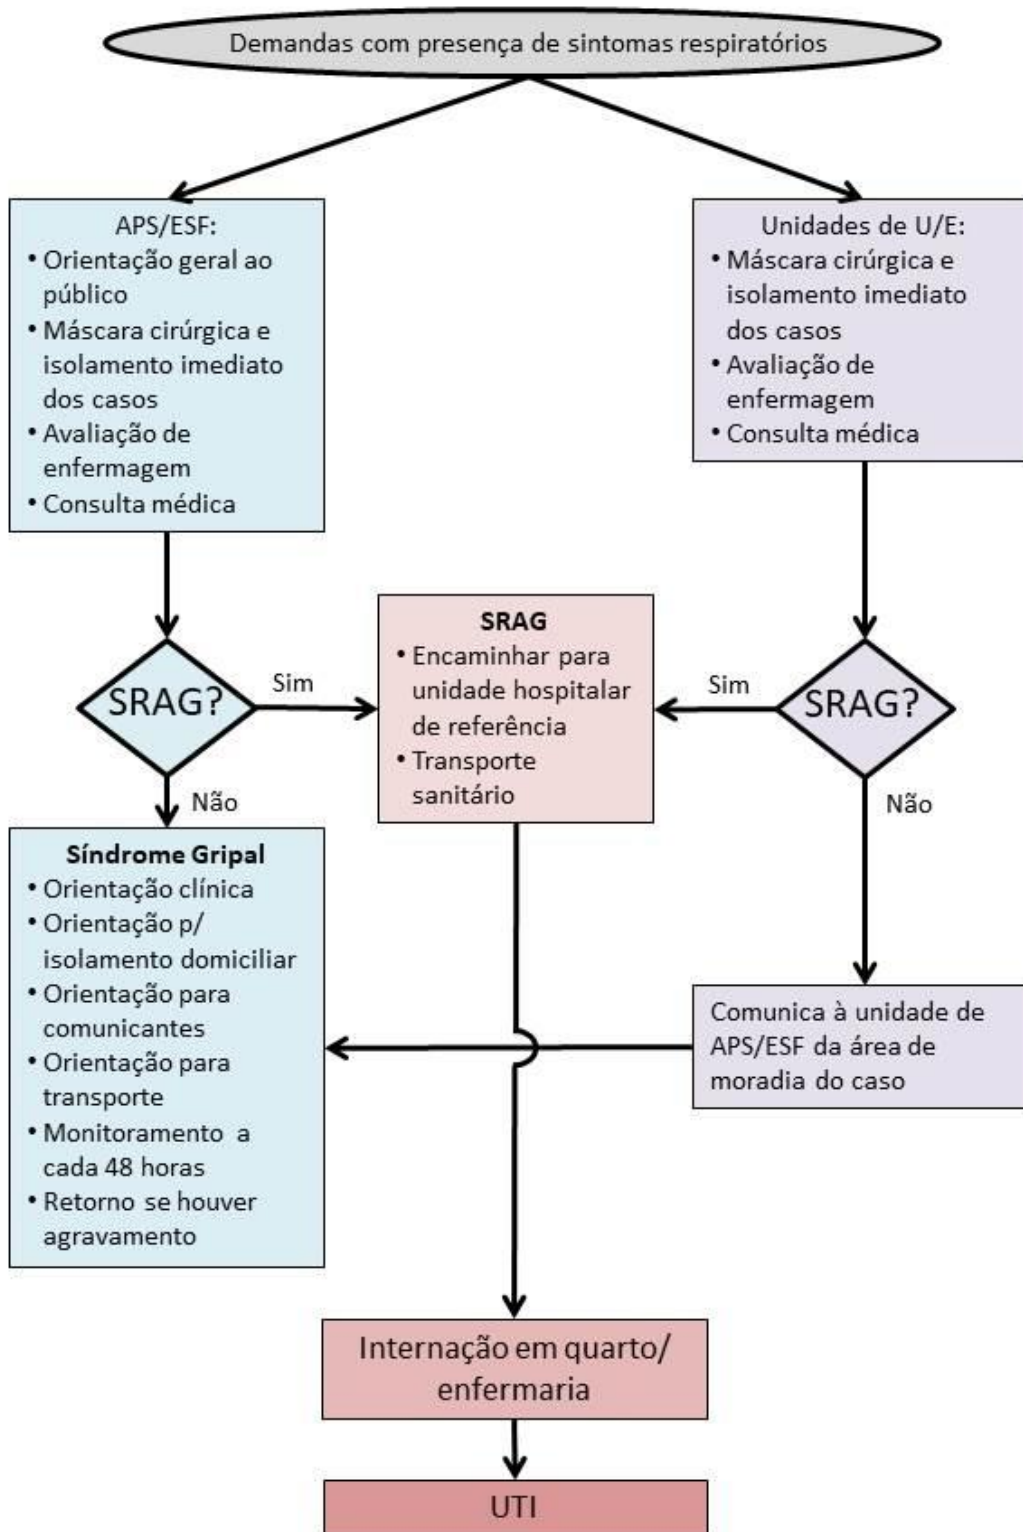 Demandas com presença de sintomas respiratórios
APS/ESF:
• Orientação geral ao
público
• Máscara cirúrgica e
isolamento imediato
dos casos
• Avaliação de
enfermagem
• Consulta médica
Unidades de U/E:
• Máscara cirúrgica e
isolamento imediato
dos casos
• Avaliação de
enfermagem
• Consulta médica
SRAG?
Sim
SRAG
• Encaminhar para
unidade hospitalar
de referência
• Transporte
sanitário
Sim
SRAG?
Não
Não
Síndrome Gripal
• Orientação clínica
• Orientação p/
isolamento domiciliar
• Orientação para
comunicantes
• Orientação para
transporte
• Monitoramento a
cada 48 horas
• Retorno se houver
agravamento
Comunica à unidade de
APS/ESF da área de
moradia do caso
Internação em quarto/
enfermaria
UTI